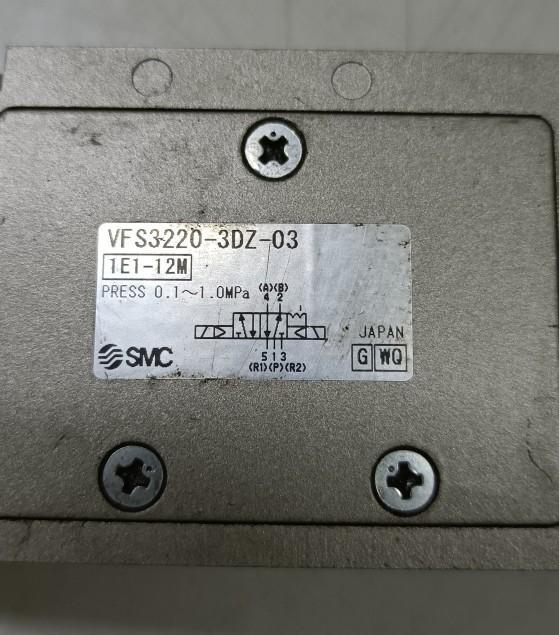 VFS3220-3DZ-03
1E1-12M
PRESS 0.1~1.0MPa
(A)(B)
4 2
JAPAN
SMC
5 1 3
(R1)(P)(R2)
G WQ